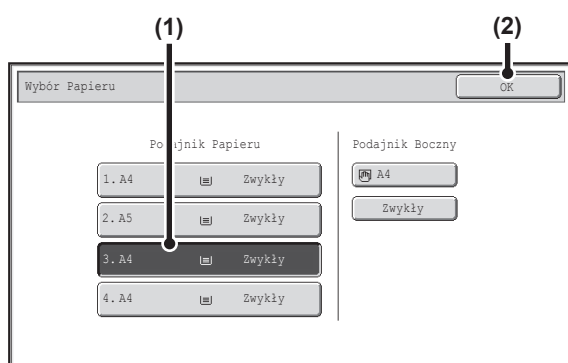 (1) (2)
Wybór Papieru OK
Podajnik Papieru Podajnik Boczny
1. A4 Zwykły
A4
2. A5 Zwykły
Zwykły
3. A4 Zwykły
4. A4 Zwykły